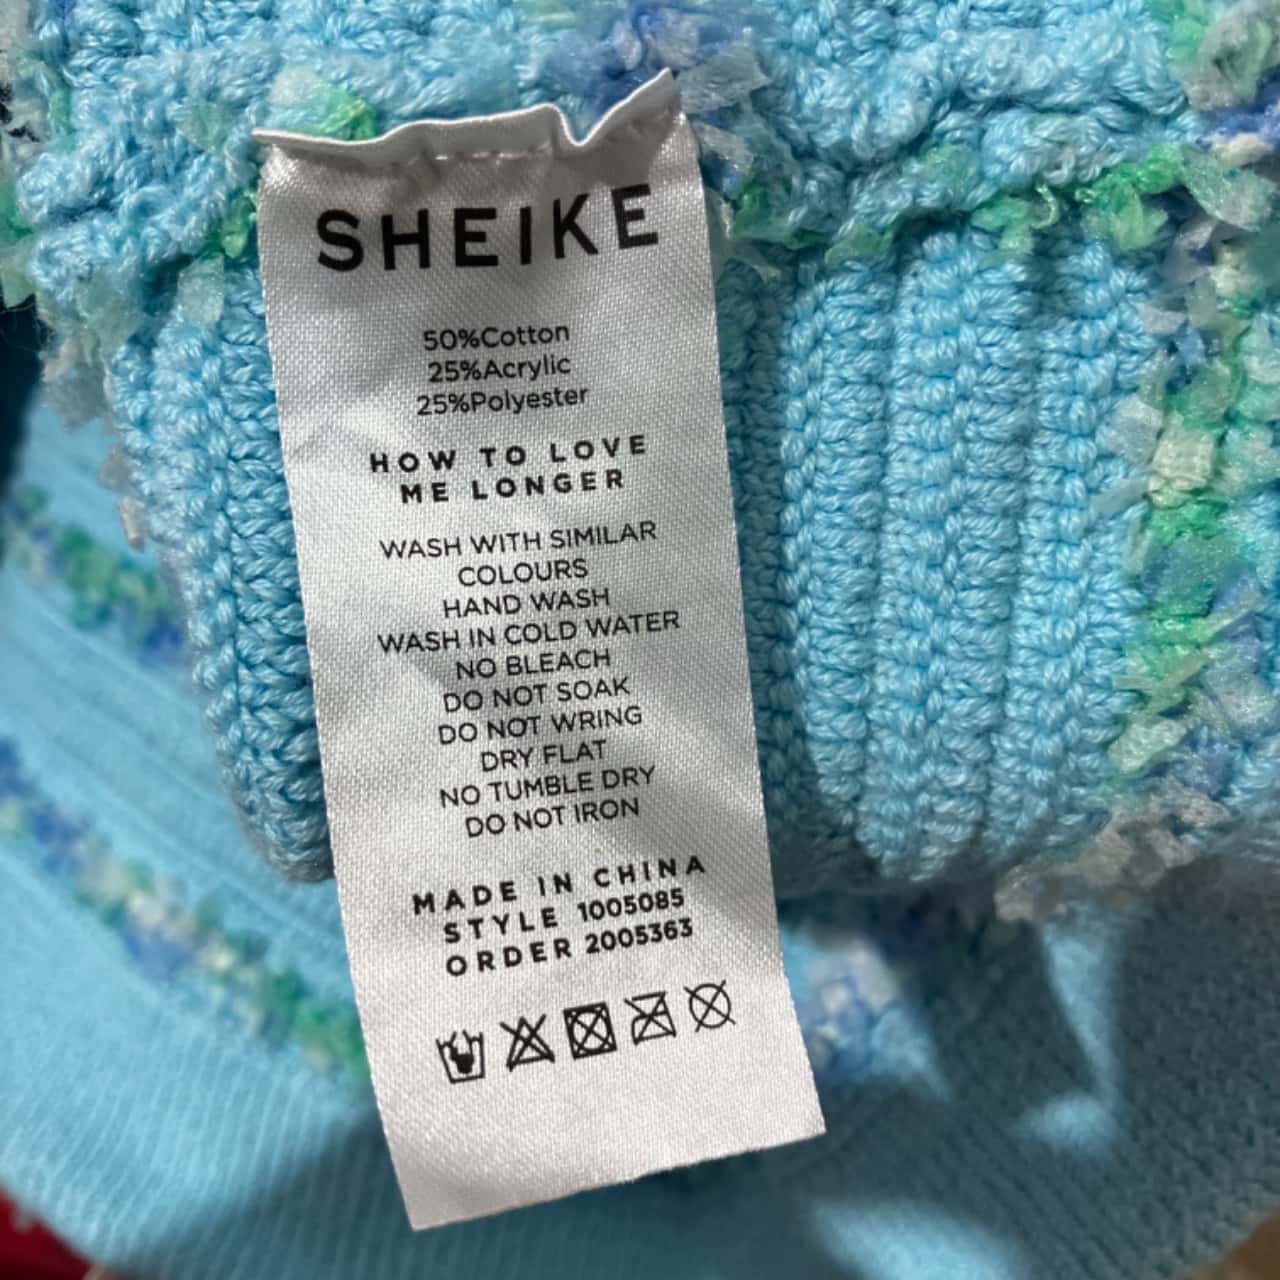 SHEIKE
50%Cotton
25%Acrylic
25%Polyester
HOW TO LOVE
ME LONGER
WASH WITH SIMILAR
COLOURS
HAND WASH
WASH IN COLD WATER
NO BLEACH
DO NOT SOAK
DO NOT WRING
DRY FLAT
NO TUMBLE DRY
DO NOT IRON
MADE IN CHINA
STYLE 1005085
ORDER 2005363